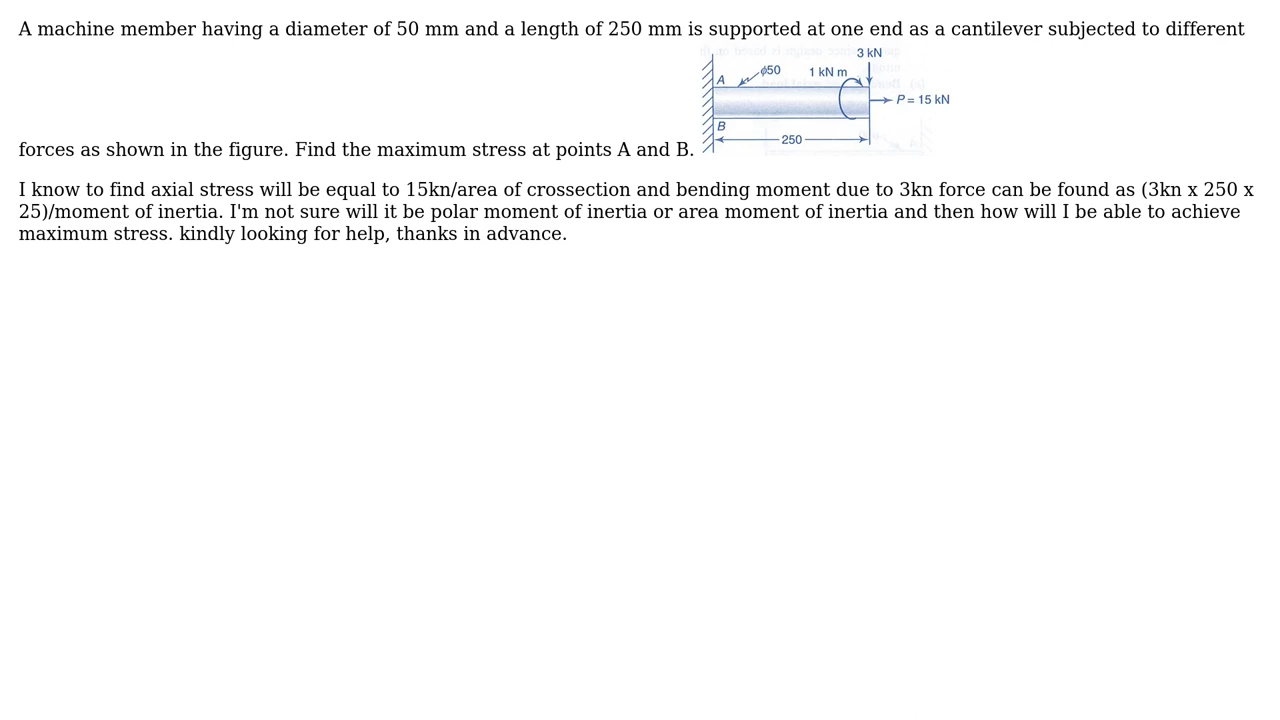 A machine member having a diameter of 50 mm and a length of 250 mm is supported at one end as a cantilever subjected to different
3 kN
ϕ50
1 kN m
A
P = 15 kN
B
250
forces as shown in the figure. Find the maximum stress at points A and B.
I know to find axial stress will be equal to 15kn/area of crossection and bending moment due to 3kn force can be found as (3kn x 250 x
25)/moment of inertia. I'm not sure will it be polar moment of inertia or area moment of inertia and then how will I be able to achieve
maximum stress. kindly looking for help, thanks in advance.